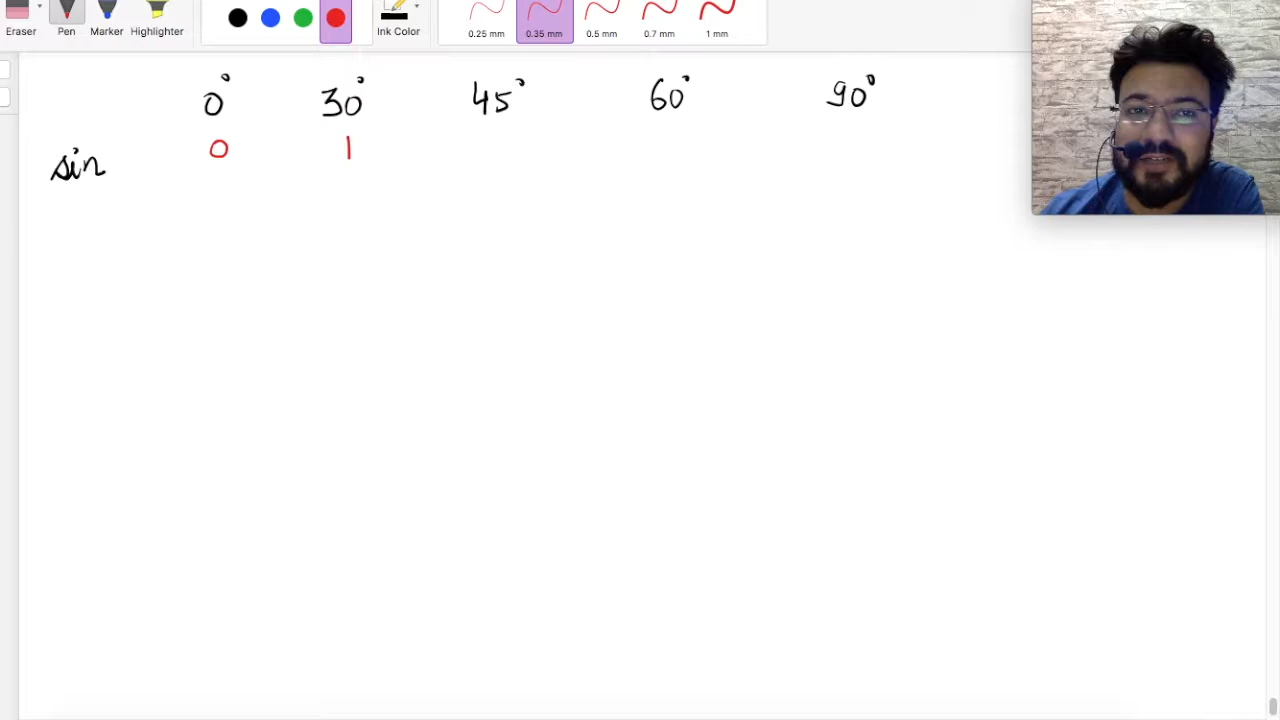 Eraser Pen Marker Highlighter Ink Color 0.25 mm 0.35 mm 0.5 mm 0.7 mm 1 mm
0° 30° 45° 60° 90°
0 1
sin